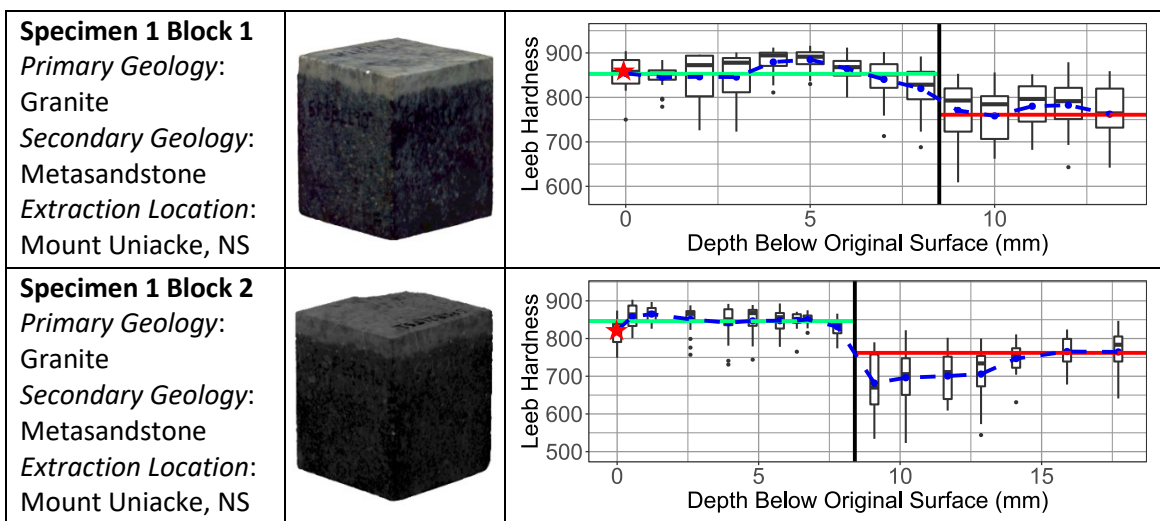 Specimen 1 Block 1
Primary Geology:
Granite
Secondary Geology:
Metasandstone
Extraction Location:
Mount Uniacke, NS
Leeb Hardness
900
800
700
600
0
5
10
Depth Below Original Surface (mm)
Specimen 1 Block 2
Primary Geology:
Granite
Secondary Geology:
Metasandstone
Extraction Location:
Mount Uniacke, NS
Leeb Hardness
900
800
700
600
500
0
5
10
15
Depth Below Original Surface (mm)